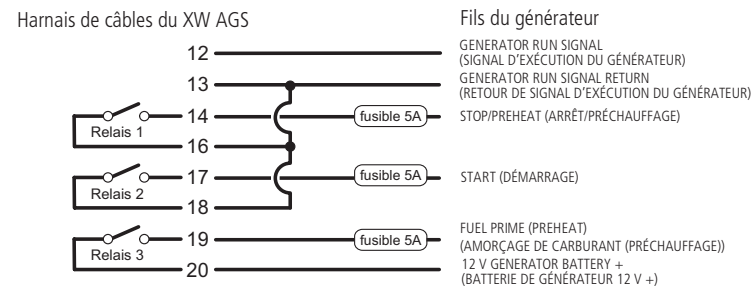 Harnais de câbles du XW AGS
Fils du générateur
12
GENERATOR RUN SIGNAL
(SIGNAL D'EXÉCUTION DU GÉNÉRATEUR)
13
GENERATOR RUN SIGNAL RETURN
(RETOUR DE SIGNAL D'EXÉCUTION DU GÉNÉRATEUR)
Relais 1
14
fusible 5A
STOP/PREHEAT (ARRÊT/PRÉCHAUFFAGE)
16
Relais 2
17
fusible 5A
START (DÉMARRAGE)
18
Relais 3
19
fusible 5A
FUEL PRIME (PREHEAT)
(AMORÇAGE DE CARBURANT (PRÉCHAUFFAGE))
20
12 V GENERATOR BATTERY +
(BATTERIE DE GÉNÉRATEUR 12 V +)